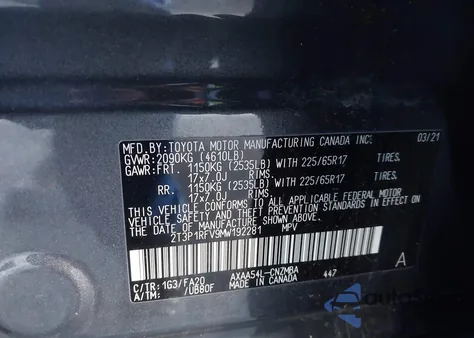 MFD.BY:TOYOTA MOTOR MANUFACTURING CANADA INC. 03/21
GVWR:2090KG (4610LB)
GAWR:FRT. 1150KG (2535LB) WITH 225/65R17 TIRES.
17x7.0J RIMS.
RR. 1150KG (2535LB) WITH 225/65R17 TIRES.
17x7.0J RIMS.
THIS VEHICLE CONFORMS TO ALL APPLICABLE FEDERAL MOTOR
VEHICLE SAFETY AND THEFT PREVENTION STANDARDS IN EFFECT ON
THE DATE OF MANUFACTURE SHOWN ABOVE.
2T3P1RFV9MW192281 MPV
C/TR:1G3/FA20 AXAA54L-CNZMBA 447 A
A/TM: /UB80F MADE IN CANADA